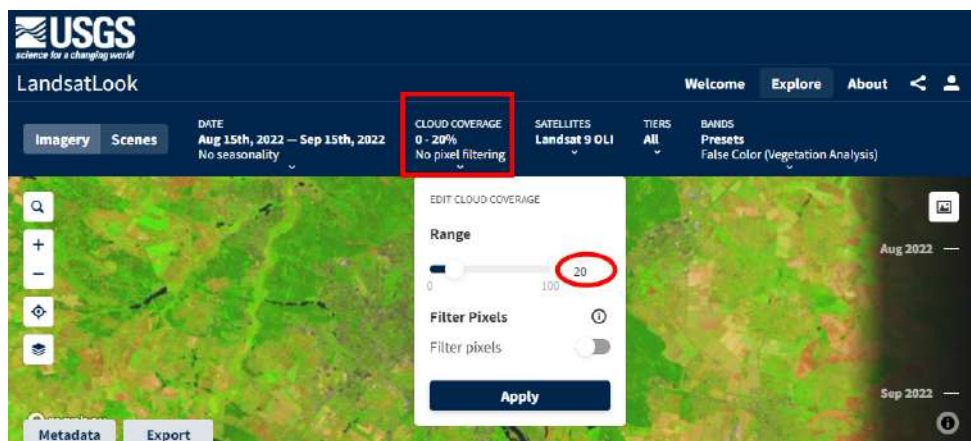 USGS
science for a changing world
LandsatLook
Welcome Explore About
Imagery Scenes
DATE
Aug 15th, 2022 — Sep 15th, 2022
No seasonality
CLOUD COVERAGE
0 - 20%
No pixel filtering
SATELLITES
Landsat 9 OLI
TIERS
All
BANDS
Presets
False Color (Vegetation Analysis)
EDIT CLOUD COVERAGE
Range
20
0 100
Filter Pixels
Filter pixels
Apply
Aug 2022
Sep 2022
Metadata Export